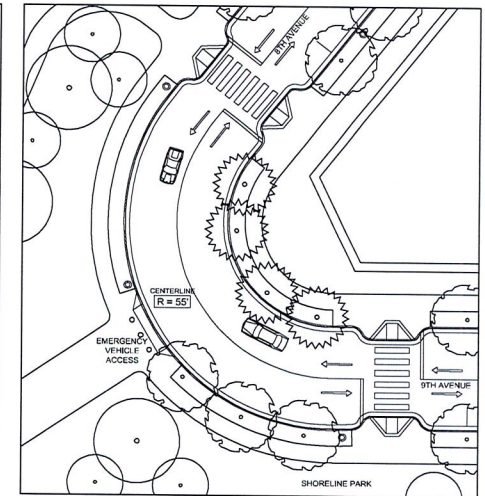 8TH AVENUE
CENTERLINE
R = 55'
EMERGENCY
VEHICLE
ACCESS
9TH AVENUE
SHORELINE PARK